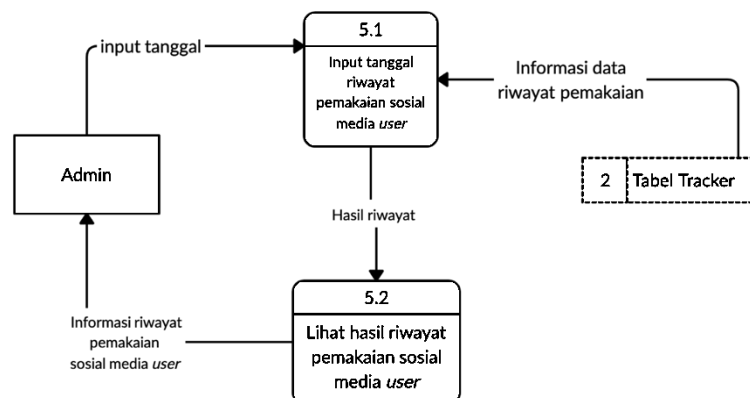 5.1
input tanggal
Input tanggal
riwayat
pemakaian sosial
media user
Informasi data
riwayat pemakaian
Admin
2 Tabel Tracker
Hasil riwayat
5.2
Informasi riwayat
pemakaian
sosial media user
Lihat hasil riwayat
pemakaian sosial
media user